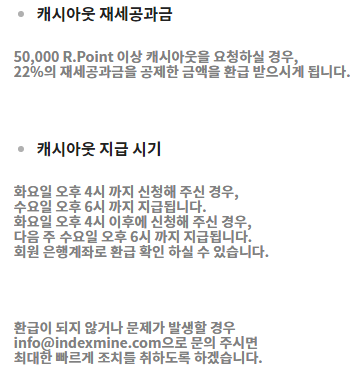 캐시아웃 재세공과금
50,000 R.Point 이상 캐시아웃을 요청하실 경우,
22%의 재세공과금을 공제한 금액을 환급 받으시게 됩니다.
캐시아웃 지급 시기
화요일 오후 4시 까지 신청해 주신 경우,
수요일 오후 6시 까지 지급됩니다.
화요일 오후 4시 이후에 신청해 주신 경우,
다음 주 수요일 오후 6시 까지 지급됩니다.
회원 은행계좌로 환급 확인 하실 수 있습니다.
환급이 되지 않거나 문제가 발생할 경우
info@indexmine.com으로 문의 주시면
최대한 빠르게 조치를 취하도록 하겠습니다.